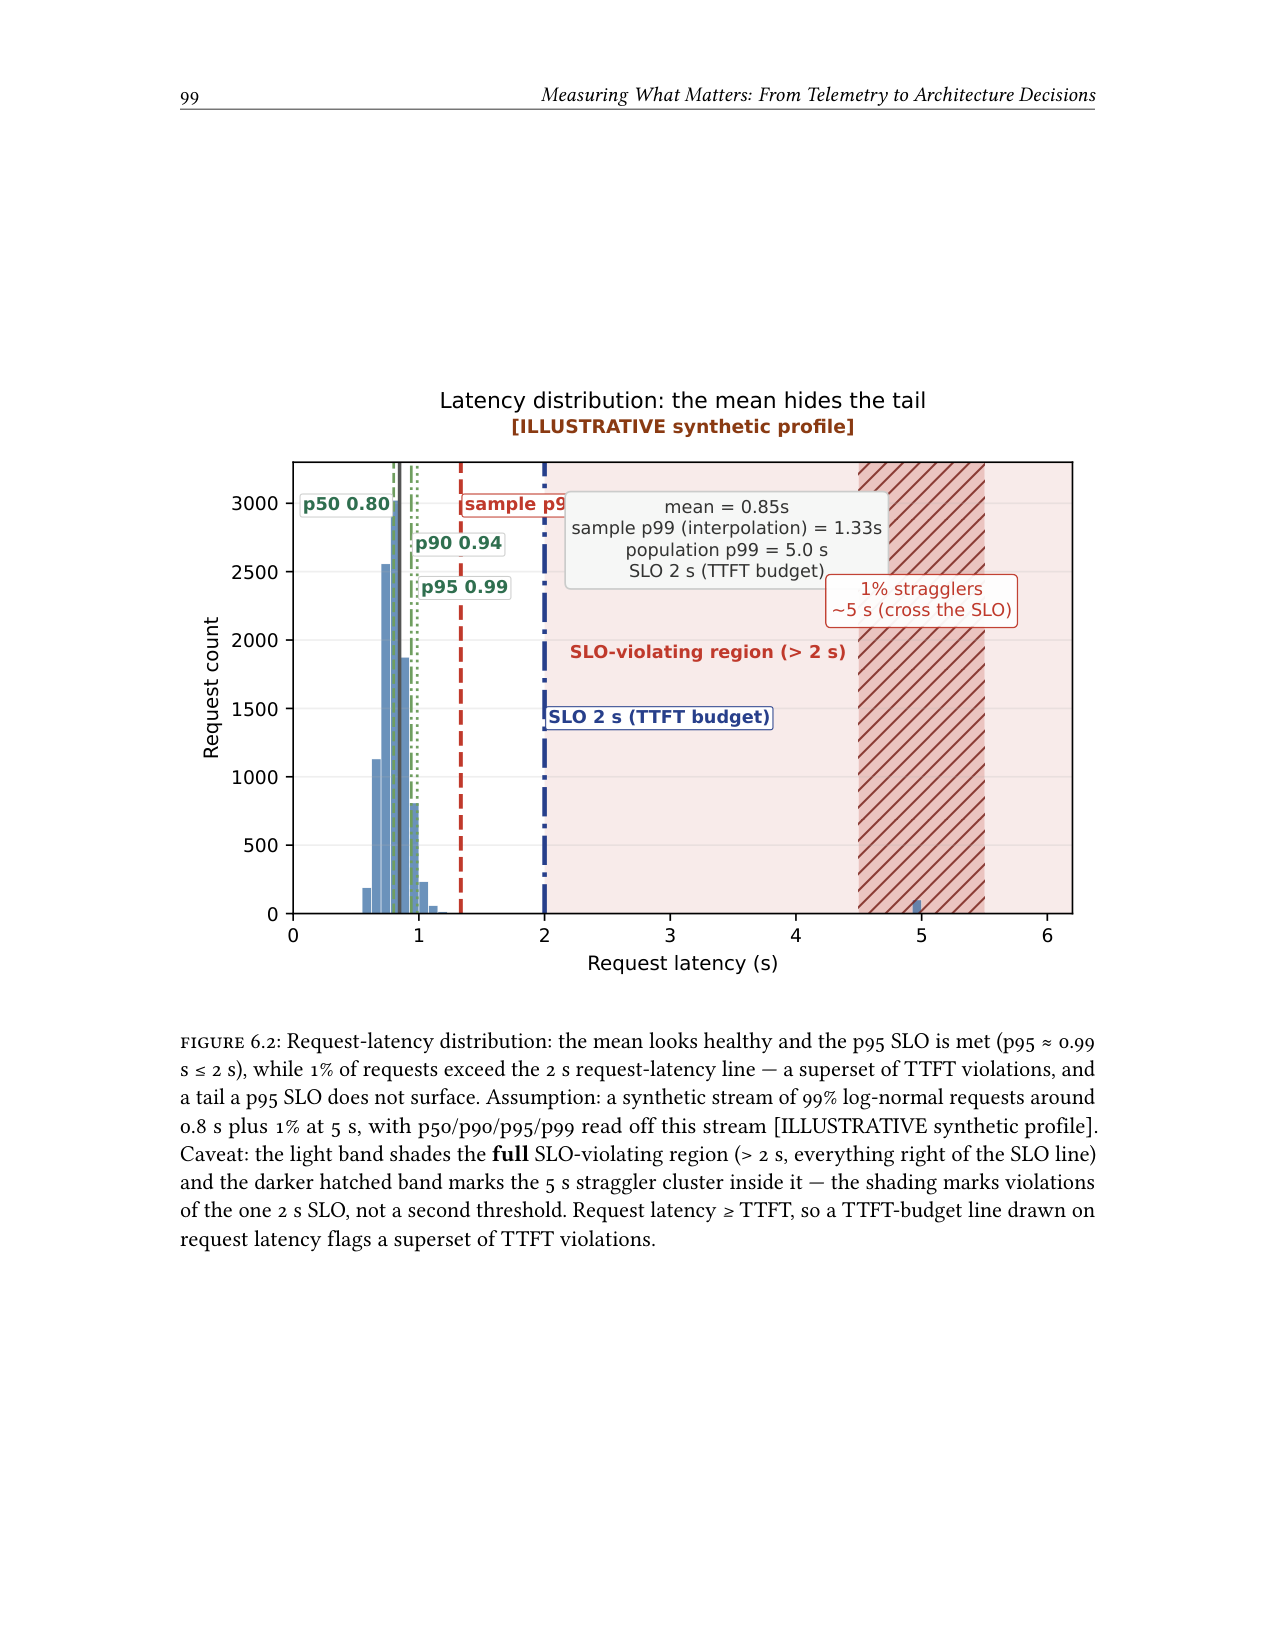 99 Measuring What Matters: From Telemetry to Architecture Decisions
Latency distribution: the mean hides the tail
[ILLUSTRATIVE synthetic profile]
Request count
3000
2500
2000
1500
1000
500
0
p50 0.80
p90 0.94
p95 0.99
sample p9
mean = 0.85s
sample p99 (interpolation) = 1.33s
population p99 = 5.0 s
SLO 2 s (TTFT budget)
1% stragglers
~5 s (cross the SLO)
SLO-violating region (> 2 s)
SLO 2 s (TTFT budget)
0 1 2 3 4 5 6
Request latency (s)
FIGURE 6.2: Request-latency distribution: the mean looks healthy and the p95 SLO is met (p95 ≈ 0.99
s ≤ 2 s), while 1% of requests exceed the 2 s request-latency line — a superset of TTFT violations, and
a tail a p95 SLO does not surface. Assumption: a synthetic stream of 99% log-normal requests around
0.8 s plus 1% at 5 s, with p50/p90/p95/p99 read off this stream [ILLUSTRATIVE synthetic profile].
Caveat: the light band shades the full SLO-violating region (> 2 s, everything right of the SLO line)
and the darker hatched band marks the 5 s straggler cluster inside it — the shading marks violations
of the one 2 s SLO, not a second threshold. Request latency ≥ TTFT, so a TTFT-budget line drawn on
request latency flags a superset of TTFT violations.